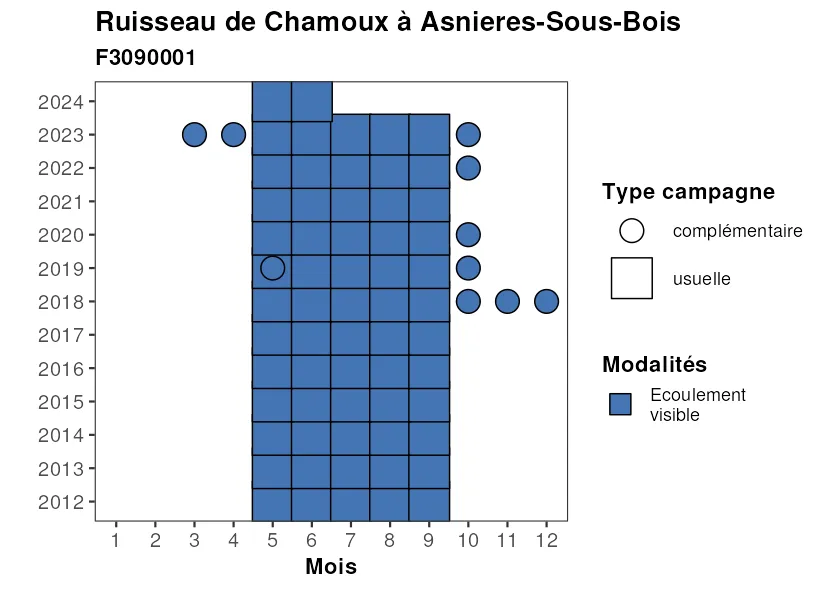 Ruisseau de Chamoux à Asnieres-Sous-Bois
F3090001
2024
2023
2022
2021
2020
2019
2018
2017
2016
2015
2014
2013
2012
1 2 3 4 5 6 7 8 9 10 11 12
Mois
Type campagne
complémentaire
usuelle
Modalités
Ecoulement
visible